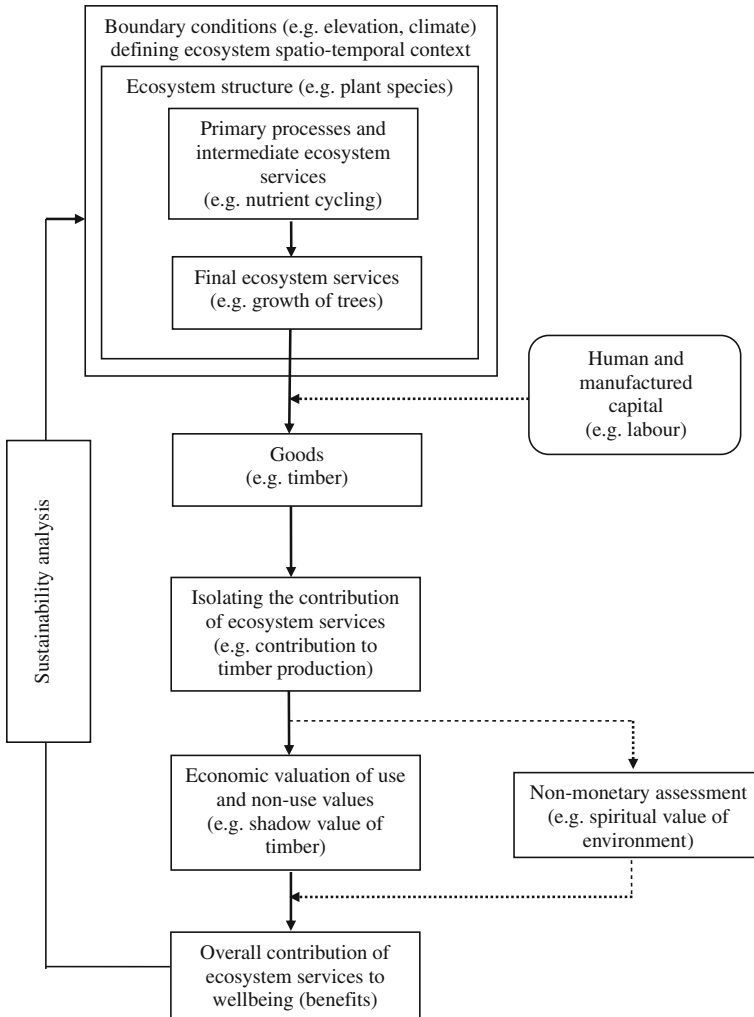 Boundary conditions (e.g. elevation, climate)
defining ecosystem spatio-temporal context
Ecosystem structure (e.g. plant species)
Primary processes and
intermediate ecosystem
services
(e.g. nutrient cycling)
Final ecosystem services
(e.g. growth of trees)
Human and
manufactured
capital
(e.g. labour)
Goods
(e.g. timber)
Sustainability analysis
Isolating the contribution
of ecosystem services
(e.g. contribution to
timber production)
Economic valuation of use
and non-use values
(e.g. shadow value of
timber)
Non-monetary assessment
(e.g. spiritual value of
environment)
Overall contribution of
ecosystem services to
wellbeing (benefits)